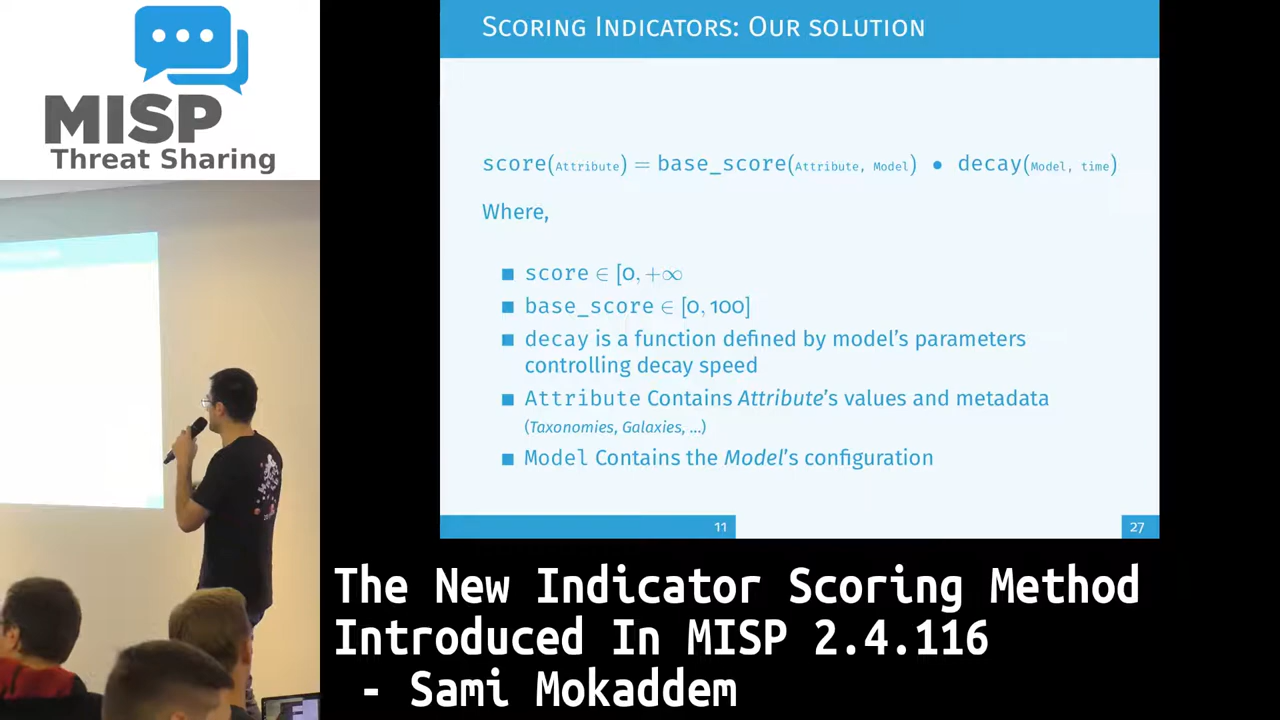 MISP
Threat Sharing
SCORING INDICATORS: OUR SOLUTION
score(Attribute) = base_score(Attribute, Model) • decay(Model, time)
Where,
■ score ∈ [0, +∞
■ base_score ∈ [0, 100]
■ decay is a function defined by model's parameters
controlling decay speed
■ Attribute Contains Attribute's values and metadata
(Taxonomies, Galaxies, ...)
■ Model Contains the Model's configuration
11
27
The New Indicator Scoring Method
Introduced In MISP 2.4.116
- Sami Mokaddem